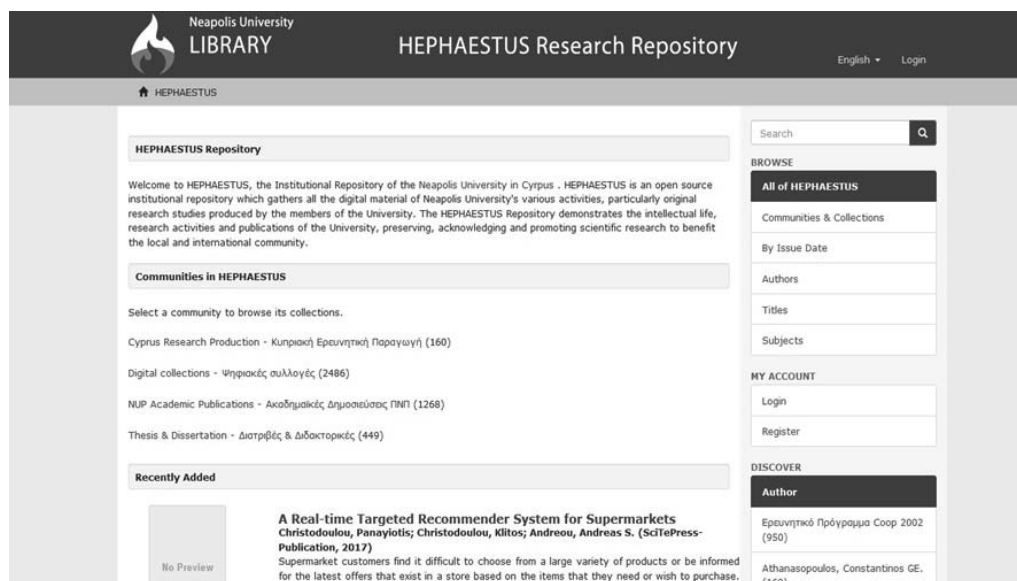 Neapolis University
LIBRARY
HEPHAESTUS Research Repository
English
Login
HEPHAESTUS
HEPHAESTUS Repository
Welcome to HEPHAESTUS, the Institutional Repository of the Neapolis University in Cyrpus . HEPHAESTUS is an open source
institutional repository which gathers all the digital material of Neapolis University's various activities, particularly original
research studies produced by the members of the University. The HEPHAESTUS Repository demonstrates the intellectual life,
research activities and publications of the University, preserving, acknowledging and promoting scientific research to benefit
the local and international community.
Communities in HEPHAESTUS
Select a community to browse its collections.
Cyprus Research Production - Κυπριακή Ερευνητική Παραγωγή (160)
Digital collections - Ψηφιακές συλλογές (2486)
NUP Academic Publications - Ακαδημαϊκές Δημοσιεύσεις ΠΝΠ (1268)
Thesis & Dissertation - Διατριβές & Διδακτορικές (449)
Recently Added
No Preview
A Real-time Targeted Recommender System for Supermarkets
Christodoulou, Panayiotis; Christodoulou, Klitos; Andreou, Andreas S. (SciTePress-
Publication, 2017)
Supermarket customers find it difficult to choose from a large variety of products or be informed
for the latest offers that exist in a store based on the items that they need or wish to purchase.
Search
BROWSE
All of HEPHAESTUS
Communities & Collections
By Issue Date
Authors
Titles
Subjects
MY ACCOUNT
Login
Register
DISCOVER
Author
Ερευνητικό Πρόγραμμα Coop 2002
(950)
Athanasopoulos, Constantinos GE.